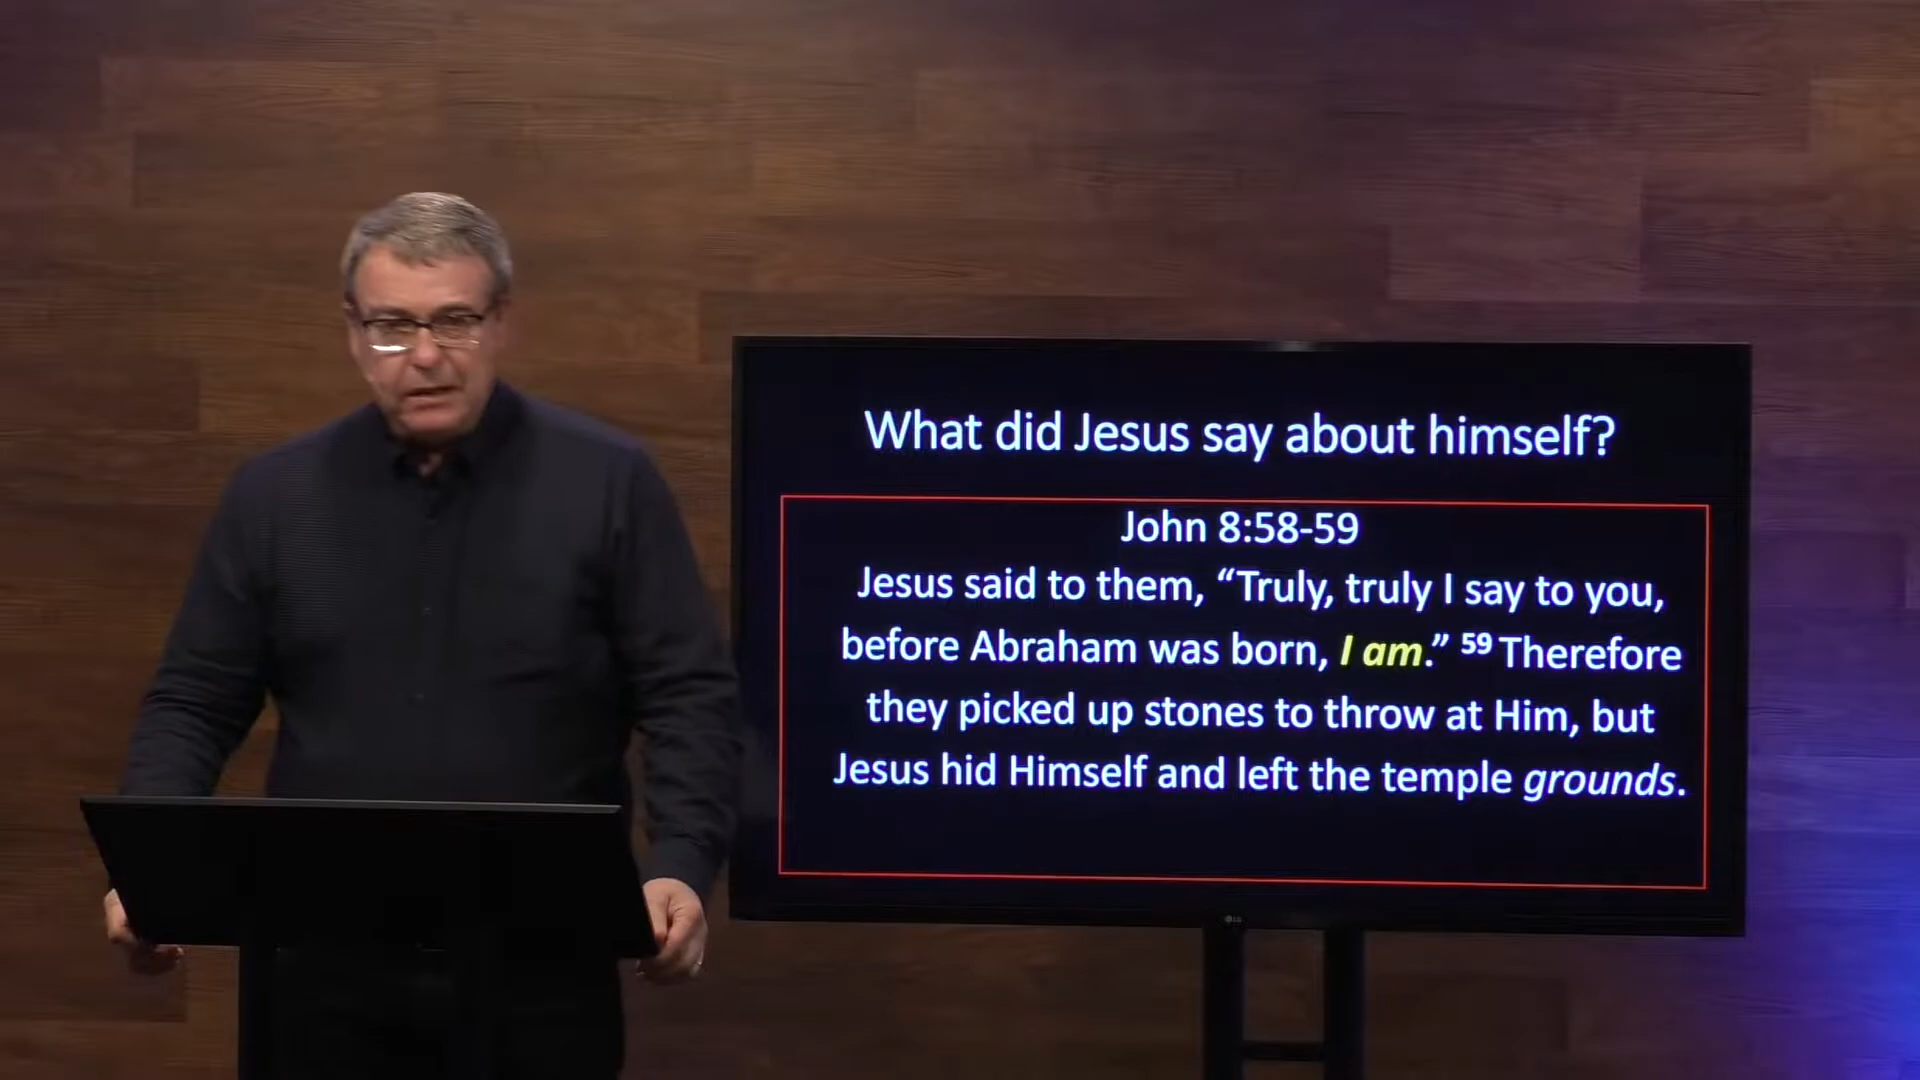 What did Jesus say about himself?
John 8:58-59
Jesus said to them, “Truly, truly I say to you,
before Abraham was born, I am.” 59 Therefore
they picked up stones to throw at Him, but
Jesus hid Himself and left the temple grounds.
LG